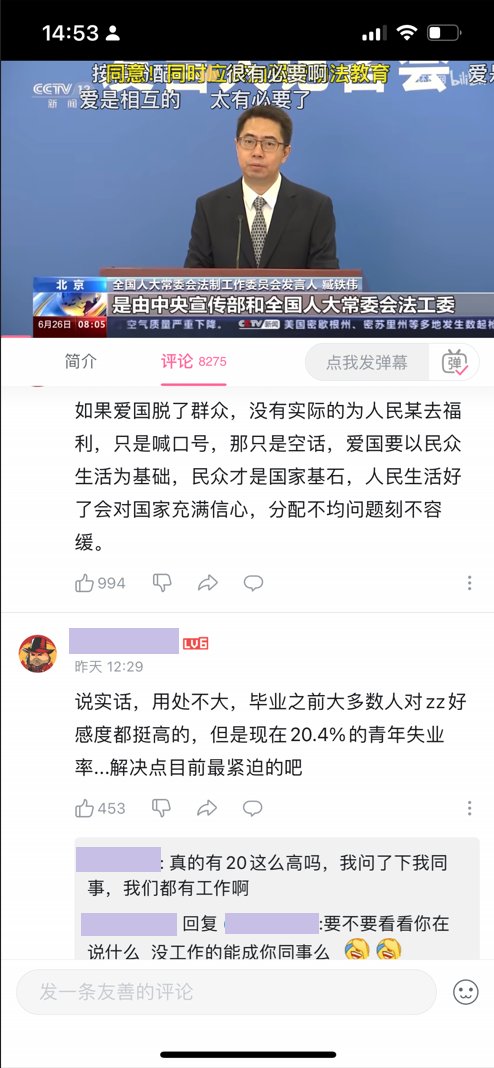 14:53
同意！同时应
很有必要啊
法教育
爱是
爱是相互的 太有必要了
CCTV 13
新闻
bili
北京
全国人大常委会法制工作委员会发言人 臧铁伟
是由中央宣传部和全国人大常委会法工委
6月26日 08:05
空气质量严重下降。 CCTV新闻 美国密歇根州、密苏里州等多地发生数起枪
简介
评论 8275
点我发弹幕
弹
如果爱国脱了群众，没有实际的为人民某去福
利，只是喊口号，那只是空话，爱国要以民众
生活为基础，民众才是国家基石，人民生活好
了会对国家充满信心，分配不均问题刻不容
缓。
994
LV6
昨天 12:29
说实话，用处不大，毕业之前大多数人对zz好
感度都挺高的，但是现在20.4%的青年失业
率...解决点目前最紧迫的吧
453
: 真的有20这么高吗，我问了下我同
事，我们都有工作啊
回复 :要不要看看你在
说什么 没工作的能成你同事么
发一条友善的评论